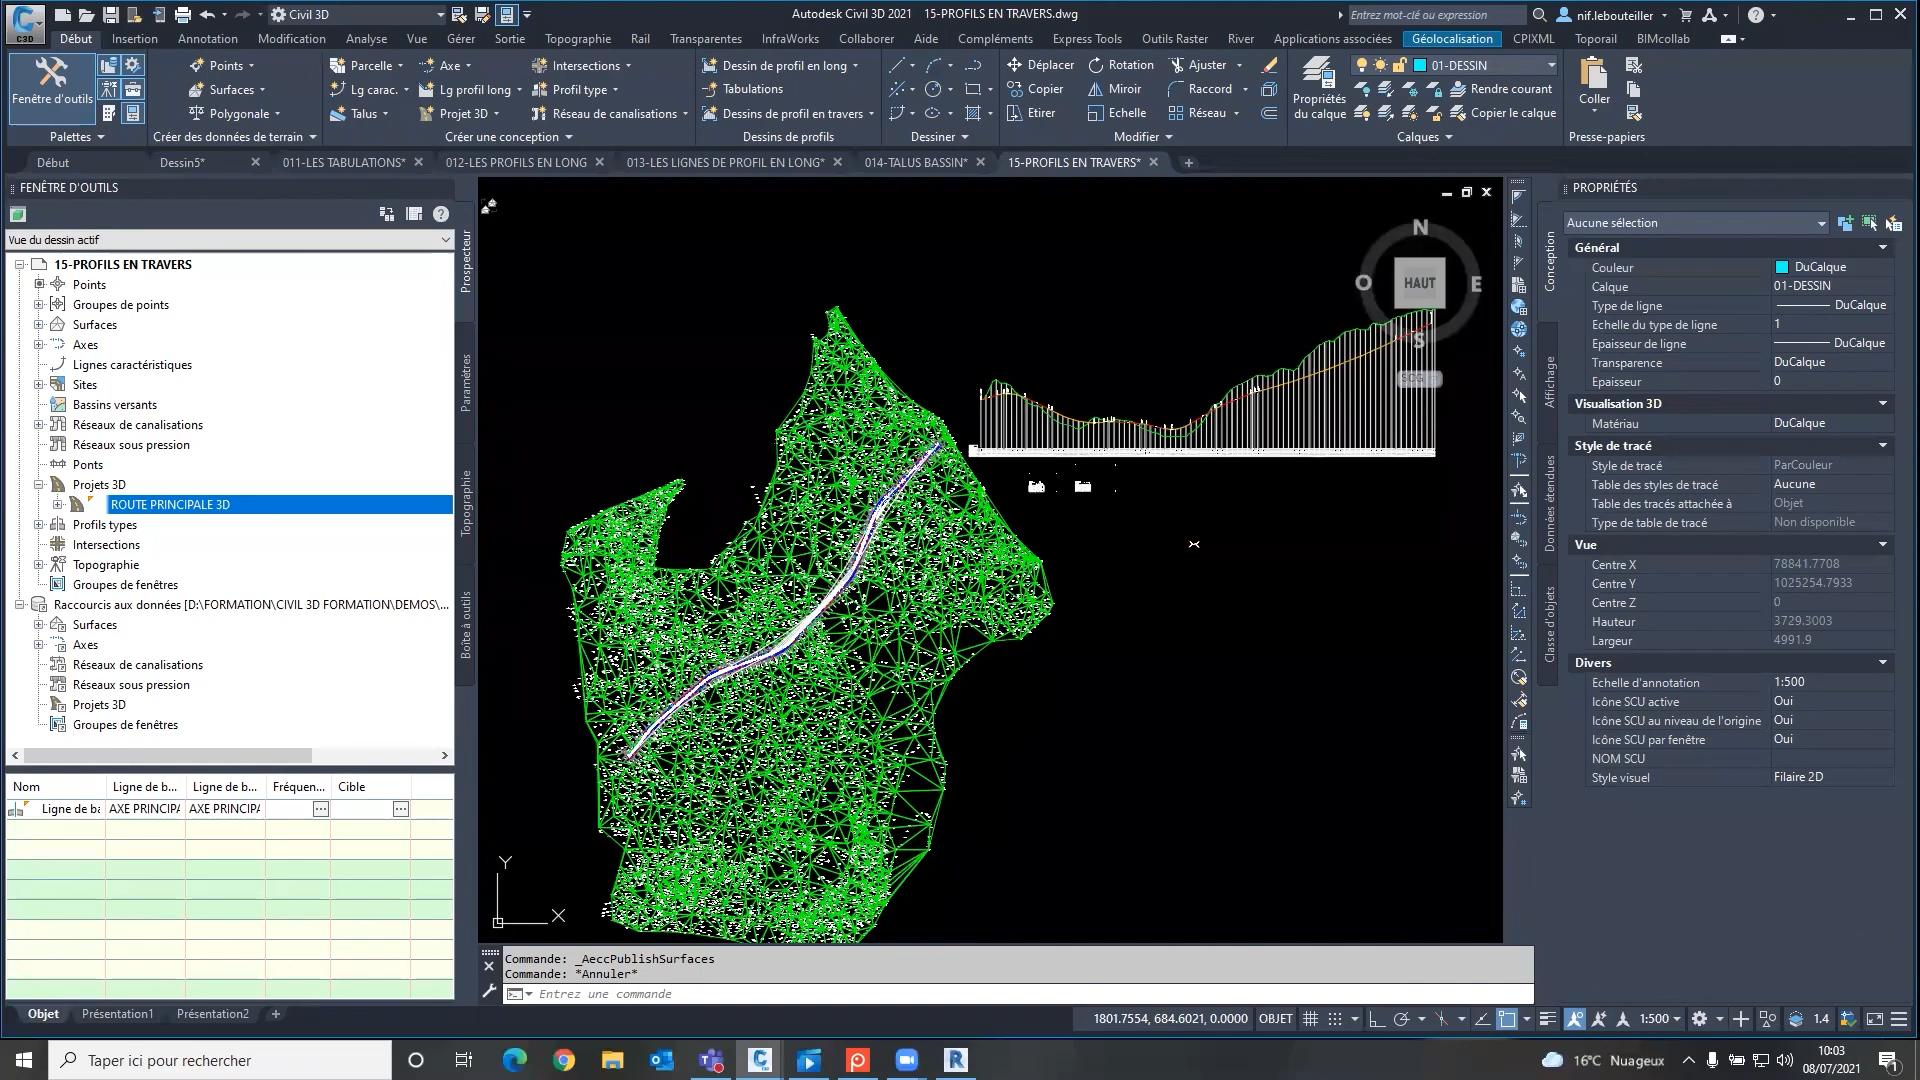 C3D
Civil 3D
Autodesk Civil 3D 2021 15-PROFILS EN TRAVERS.dwg
Entrez mot-clé ou expression
nif.lebouteiller
Début Insertion Annotation Modification Analyse Vue Gérer Sortie Topographie Rail Transparentes InfraWorks Collaborer Aide Compléments Express Tools Outils Raster River Applications associées Géolocalisation CPIXML Toporail BIMcollab
Points Parcelle Axe Intersections Dessin de profil en long Déplacer Rotation Ajuster 01-DESSIN
Fenêtre d'outils Surfaces Lg carac. Lg profil long Profil type Tabulations Copier Miroir Raccord Propriétés du calque Rendre courant Coller
Polygonale Talus Projet 3D Réseau de canalisations Dessins de profil en travers Etirer Echelle Réseau Copier le calque
Palettes Créer des données de terrain Créer une conception Dessins de profils Dessiner Modifier Calques Presse-papiers
Début Dessin5* 011-LES TABULATIONS* 012-LES PROFILS EN LONG 013-LES LIGNES DE PROFIL EN LONG* 014-TALUS BASSIN* 15-PROFILS EN TRAVERS*
FENÊTRE D'OUTILS
Vue du dessin actif
15-PROFILS EN TRAVERS
Points
Groupes de points
Surfaces
Axes
Lignes caractéristiques
Sites
Bassins versants
Réseaux de canalisations
Réseaux sous pression
Ponts
Projets 3D
ROUTE PRINCIPALE 3D
Profils types
Intersections
Topographie
Groupes de fenêtres
Raccourcis aux données [D:\FORMATION\CIVIL 3D FORMATION\DEMOS\...
Surfaces
Axes
Réseaux de canalisations
Réseaux sous pression
Projets 3D
Groupes de fenêtres
Prospecteur
Paramètres
Topographie
Boîte à outils
Nom Ligne de b... Ligne de b... Fréquen... Cible
Ligne de ba AXE PRINCIPA AXE PRINCIPA
Objet Présentation1 Présentation2
N
O HAUT E
S
SCG
Y
X
Commande: _AeccPublishSurfaces
Commande: *Annuler*
Entrez une commande
PROPRIÉTÉS
Aucune sélection
Conception
Affichage
Données étendues
Classe d'objets
Général
Couleur DuCalque
Calque 01-DESSIN
Type de ligne DuCalque
Echelle du type de ligne 1
Epaisseur de ligne DuCalque
Transparence DuCalque
Epaisseur 0
Visualisation 3D
Matériau DuCalque
Style de tracé
Style de tracé ParCouleur
Table des styles de tracé Aucune
Table des tracés attachée à Objet
Type de table de tracé Non disponible
Vue
Centre X 78841.7708
Centre Y 1025254.7933
Centre Z 0
Hauteur 3729.3003
Largeur 4991.9
Divers
Echelle d'annotation 1:500
Icône SCU active Oui
Icône SCU au niveau de l'origine Oui
Icône SCU par fenêtre Oui
NOM SCU
Style visuel Filaire 2D
1801.7554, 684.6021, 0.0000 OBJET 1:500 1.4
Taper ici pour rechercher
16°C Nuageux
10:03
08/07/2021
1